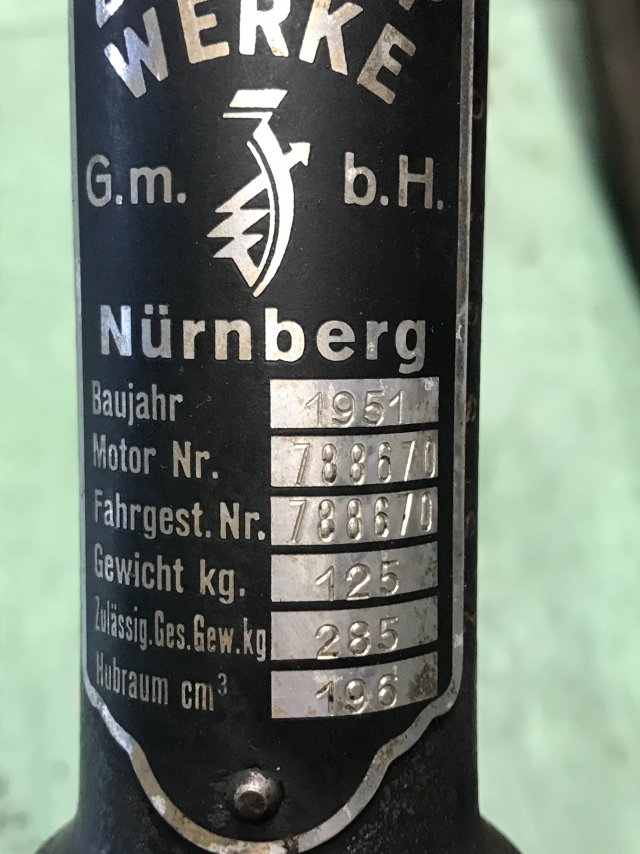 WERKE
G.m. b.H.
Nürnberg
Baujahr 1951
Motor Nr. 788670
Fahrgest. Nr. 788670
Gewicht kg. 125
Zulässig.Ges.Gew.kg 285
Hubraum cm³ 196